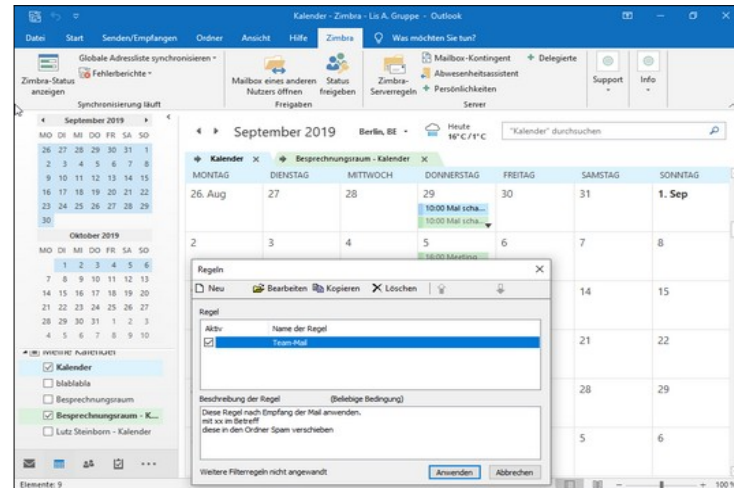 Kalender - Zimbra - Lis A. Gruppe - Outlook
Datei Start Senden/Empfangen Ordner Ansicht Hilfe Zimbra Was möchten Sie tun?
Zimbra-Status anzeigen
Globale Adressliste synchronisieren
Fehlerberichte
Synchronisierung läuft
Mailbox eines anderen Nutzers öffnen
Status freigeben
Freigaben
Zimbra-Serverregeln
Mailbox-Kontingent
Abwesenheitsassistent
Persönlichkeiten
Delegierte
Server
Support
Info
September 2019
MO DI MI DO FR SA SO
26 27 28 29 30 31 1
2 3 4 5 6 7 8
9 10 11 12 13 14 15
16 17 18 19 20 21 22
23 24 25 26 27 28 29
30
Oktober 2019
MO DI MI DO FR SA SO
1 2 3 4 5 6
7 8 9 10 11 12 13
14 15 16 17 18 19 20
21 22 23 24 25 26 27
28 29 30 31 1 2 3
4 5 6 7 8 9 10
Meine Kalender
Kalender
blablabla
Besprechnungsraum
Besprechnungsraum - K...
Lutz Steinborn - Kalender
Elemente: 9
September 2019 Berlin, BE
Heute
16°C/1°C
"Kalender" durchsuchen
Kalender
Besprechnungsraum - Kalender
MONTAG DIENSTAG MITTWOCH DONNERSTAG FREITAG SAMSTAG SONNTAG
26. Aug 27 28 29 30 31 1. Sep
10:00 Mal scha...
10:00 Mal scha...
2 3 4 5 6 7 8
16:00 Meeting
14 15
21 22
28 29
5 6
Regeln
Neu Bearbeiten Kopieren Löschen
Regel
Aktiv Name der Regel
Team-Mail
Beschreibung der Regel (Beliebige Bedingung)
Diese Regel nach Empfang der Mail anwenden.
mit xx im Betreff
diese in den Ordner Spam verschieben
Weitere Filterregeln nicht angewandt
Anwenden Abbrechen
100 %